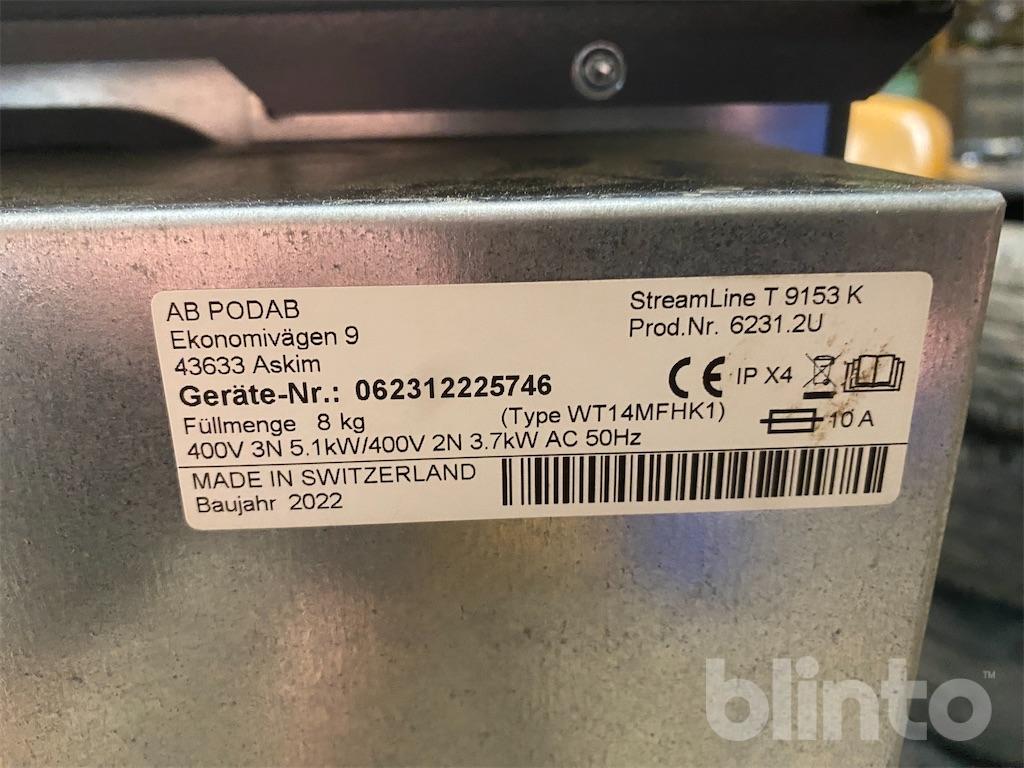 AB PODAB
Ekonomivägen 9
43633 Askim
Geräte-Nr.: 062312225746
Füllmenge 8 kg
(Type WT14MFHK1)
400V 3N 5.1kW/400V 2N 3.7kW AC 50Hz
StreamLine T 9153 K
Prod.Nr. 6231.2U
CE IP X4
10 A
MADE IN SWITZERLAND
Baujahr 2022
blinto™